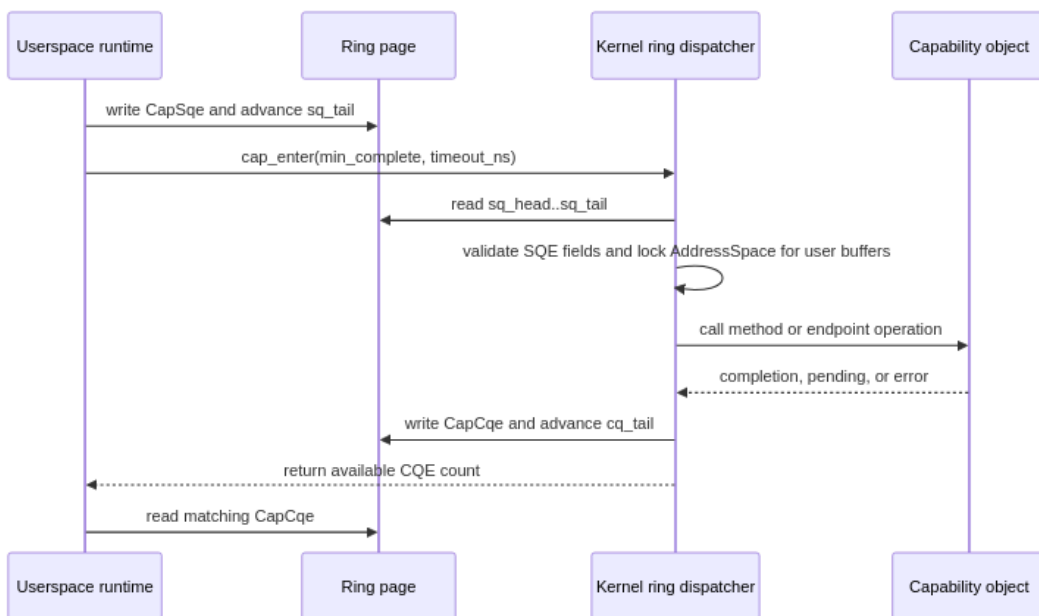 Userspace runtime
Ring page
Kernel ring dispatcher
Capability object
write CapSqe and advance sq_tail
cap_enter(min_complete, timeout_ns)
read sq_head..sq_tail
validate SQE fields and lock AddressSpace for user buffers
call method or endpoint operation
completion, pending, or error
write CapCqe and advance cq_tail
return available CQE count
read matching CapCqe
Userspace runtime
Ring page
Kernel ring dispatcher
Capability object